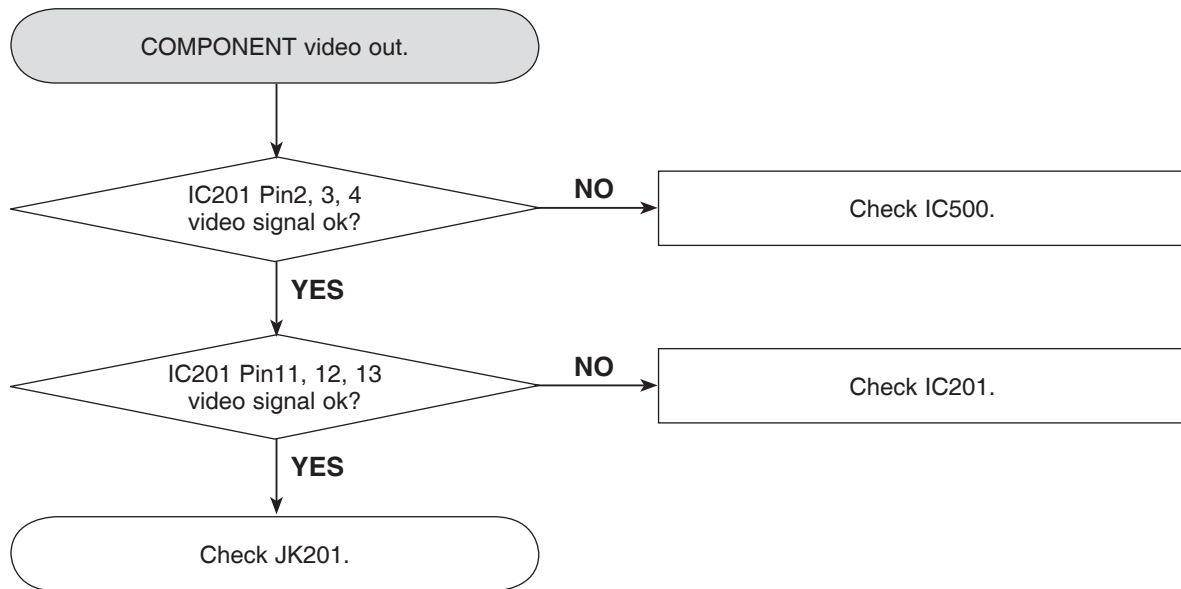 COMPONENT video out.
IC201 Pin2, 3, 4
video signal ok?
NO
Check IC500.
YES
IC201 Pin11, 12, 13
video signal ok?
NO
Check IC201.
YES
Check JK201.